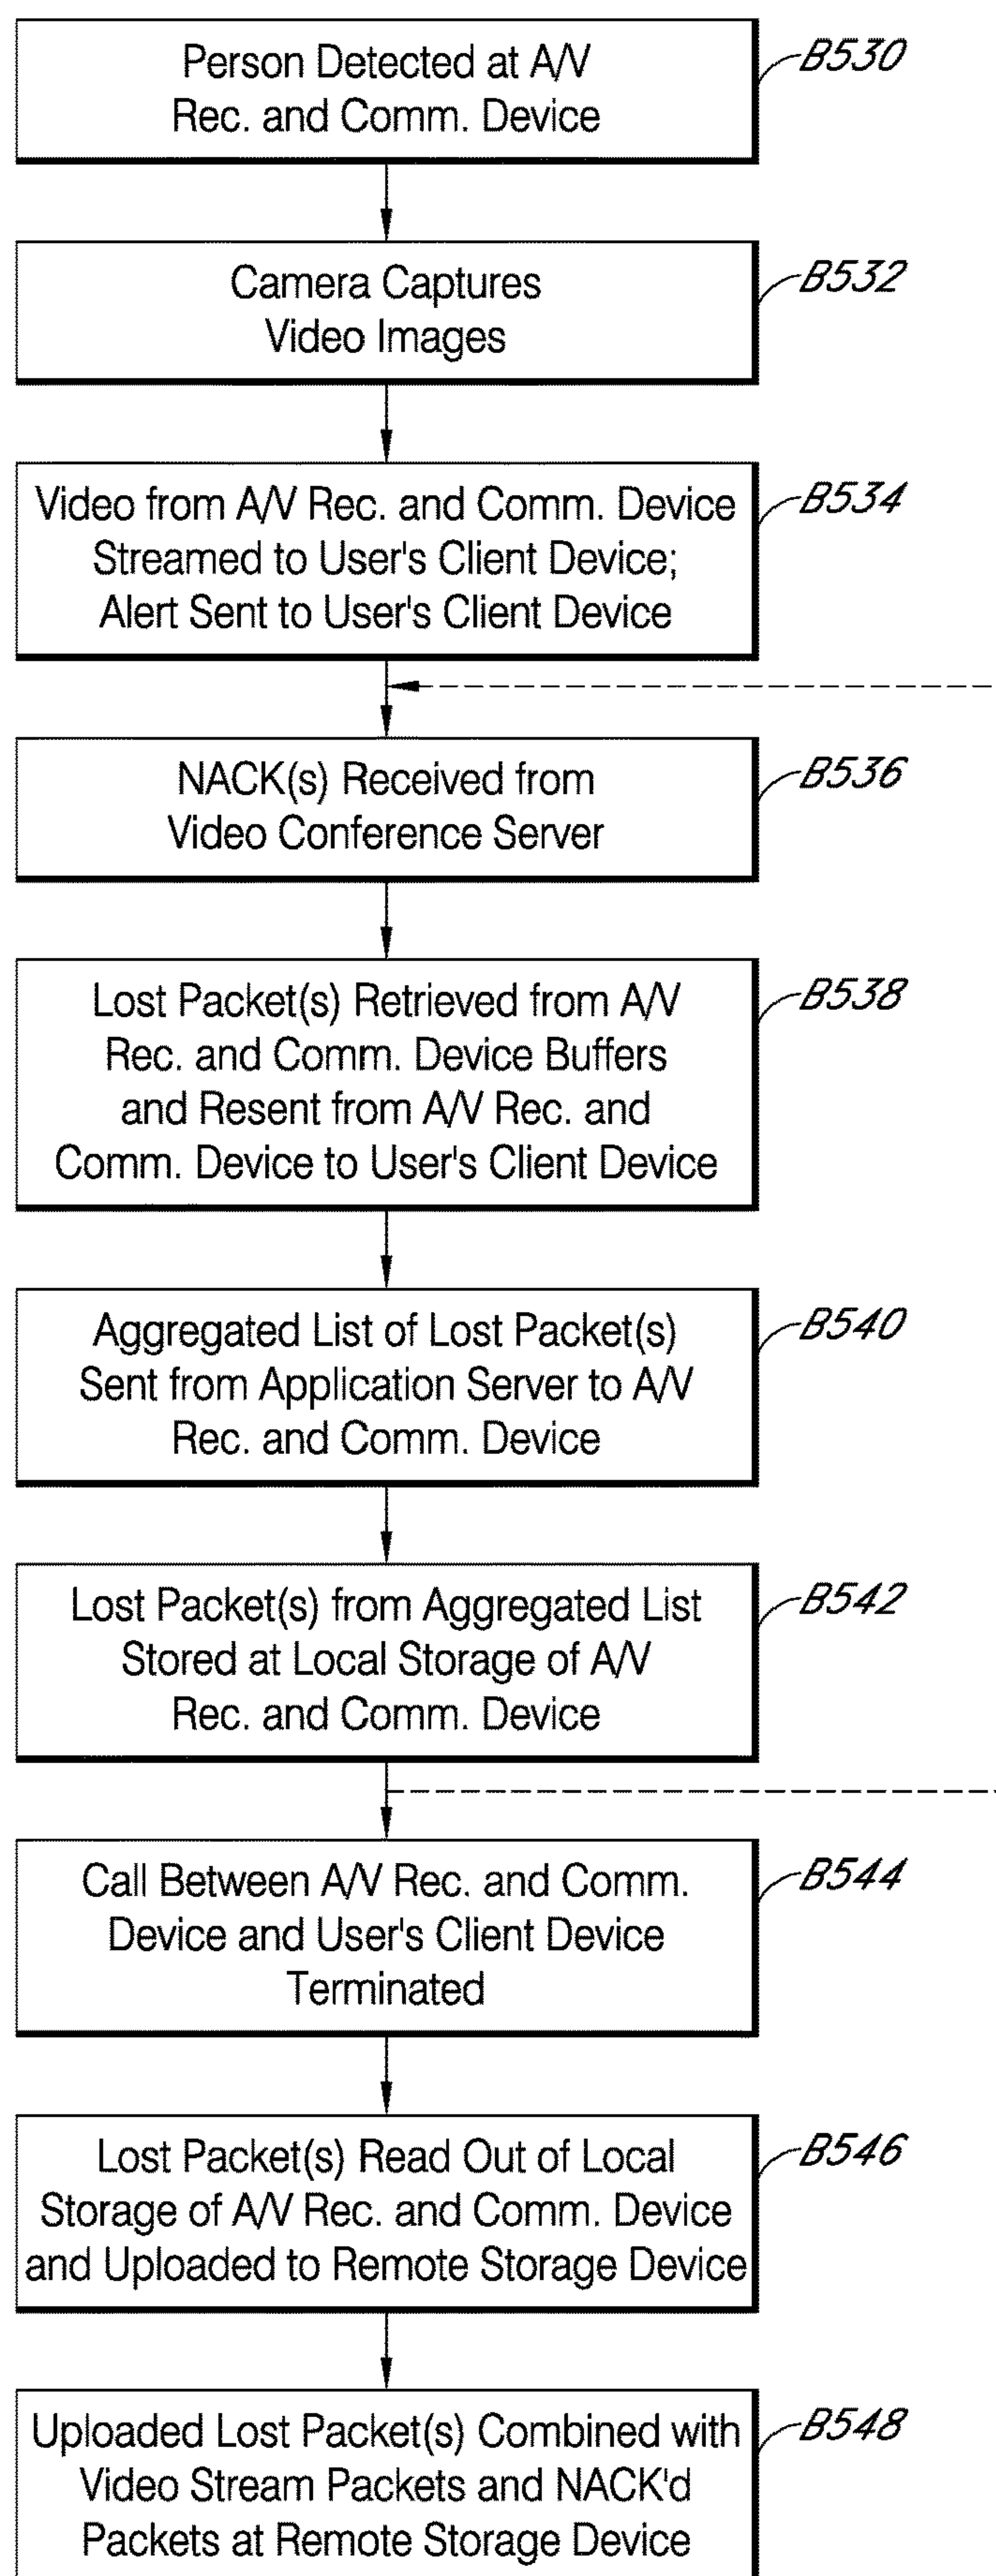 Person Detected at A/V
Rec. and Comm. Device
B530
Camera Captures
Video Images
B532
Video from A/V Rec. and Comm. Device
Streamed to User's Client Device;
Alert Sent to User's Client Device
B534
NACK(s) Received from
Video Conference Server
B536
Lost Packet(s) Retrieved from A/V
Rec. and Comm. Device Buffers
and Resent from A/V Rec. and
Comm. Device to User's Client Device
B538
Aggregated List of Lost Packet(s)
Sent from Application Server to A/V
Rec. and Comm. Device
B540
Lost Packet(s) from Aggregated List
Stored at Local Storage of A/V
Rec. and Comm. Device
B542
Call Between A/V Rec. and Comm.
Device and User's Client Device
Terminated
B544
Lost Packet(s) Read Out of Local
Storage of A/V Rec. and Comm. Device
and Uploaded to Remote Storage Device
B546
Uploaded Lost Packet(s) Combined with
Video Stream Packets and NACK'd
Packets at Remote Storage Device
B548